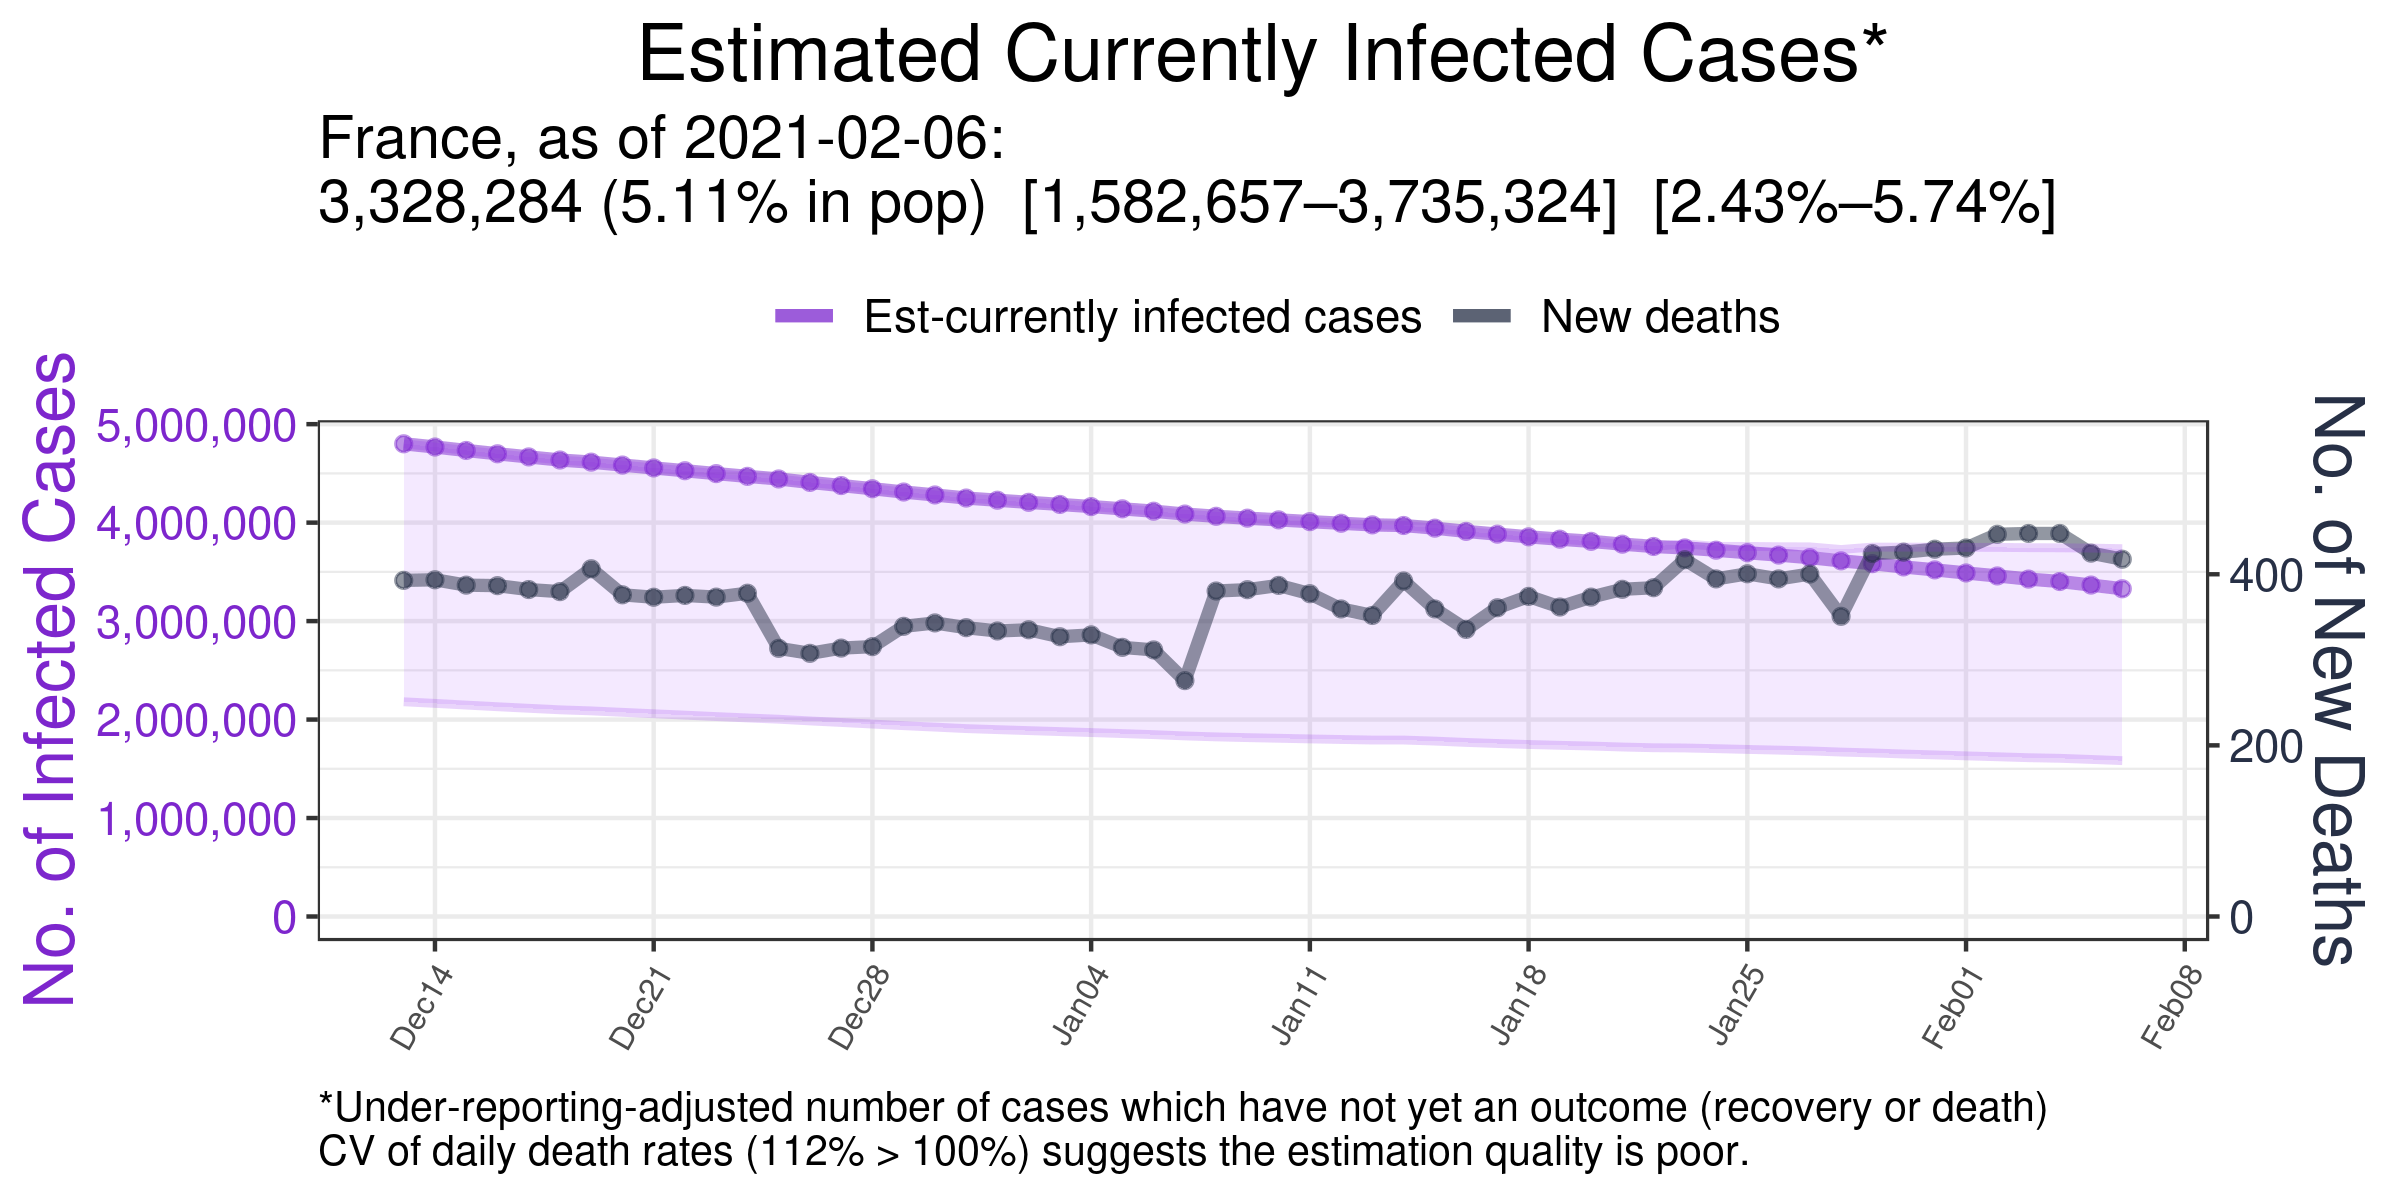 Estimated Currently Infected Cases*
France, as of 2021-02-06:
3,328,284 (5.11% in pop) [1,582,657–3,735,324] [2.43%–5.74%]
Est-currently infected cases
New deaths
No. of Infected Cases
5,000,000
4,000,000
3,000,000
2,000,000
1,000,000
0
400
200
0
No. of New Deaths
Dec14
Dec21
Dec28
Jan04
Jan11
Jan18
Jan25
Feb01
Feb08
*Under-reporting-adjusted number of cases which have not yet an outcome (recovery or death)
CV of daily death rates (112% > 100%) suggests the estimation quality is poor.